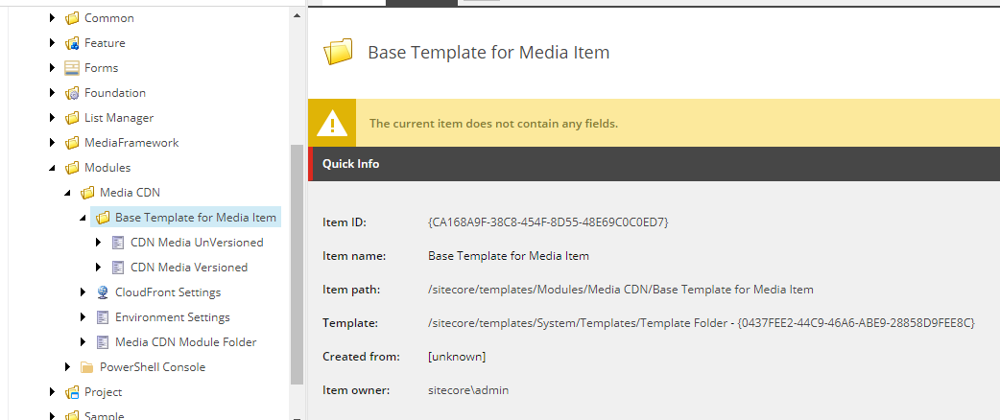 Common
Feature
Forms
Foundation
List Manager
MediaFramework
Modules
Media CDN
Base Template for Media Item
CDN Media UnVersioned
CDN Media Versioned
CloudFront Settings
Environment Settings
Media CDN Module Folder
PowerShell Console
Project
Sample
Base Template for Media Item
The current item does not contain any fields.
Quick Info
Item ID: {CA168A9F-38C8-454F-8D55-48E69C0C0ED7}
Item name: Base Template for Media Item
Item path: /sitecore/templates/Modules/Media CDN/Base Template for Media Item
Template: /sitecore/templates/System/Templates/Template Folder - {0437FEE2-44C9-46A6-ABE9-28858D9FEE8C}
Created from: [unknown]
Item owner: sitecore\admin